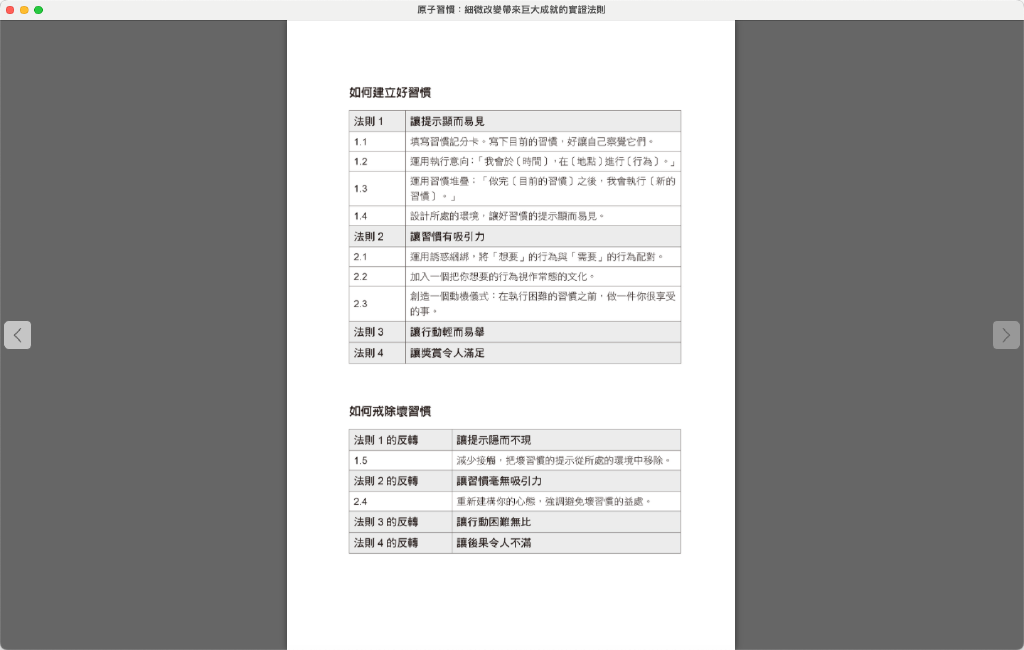 原子習慣：細微改變帶來巨大成就的實證法則
如何建立好習慣
法則 1 讓提示顯而易見
1.1 填寫習慣記分卡。寫下目前的習慣，好讓自己察覺它們。
1.2 運用執行意向：「我會於〔時間〕，在〔地點〕進行〔行為〕。」
1.3 運用習慣堆疊：「做完〔目前的習慣〕之後，我會執行〔新的
習慣〕。」
1.4 設計所處的環境，讓好習慣的提示顯而易見。
法則 2 讓習慣有吸引力
2.1 運用誘惑綑綁，將「想要」的行為與「需要」的行為配對。
2.2 加入一個把你想要的行為視作常態的文化。
2.3 創造一個動機儀式：在執行困難的習慣之前，做一件你很享受
的事。
法則 3 讓行動輕而易舉
法則 4 讓獎賞令人滿足
如何戒除壞習慣
法則 1 的反轉 讓提示隱而不現
1.5 減少接觸，把壞習慣的提示從所處的環境中移除。
法則 2 的反轉 讓習慣毫無吸引力
2.4 重新建構你的心態，強調避免壞習慣的益處。
法則 3 的反轉 讓行動困難無比
法則 4 的反轉 讓後果令人不滿